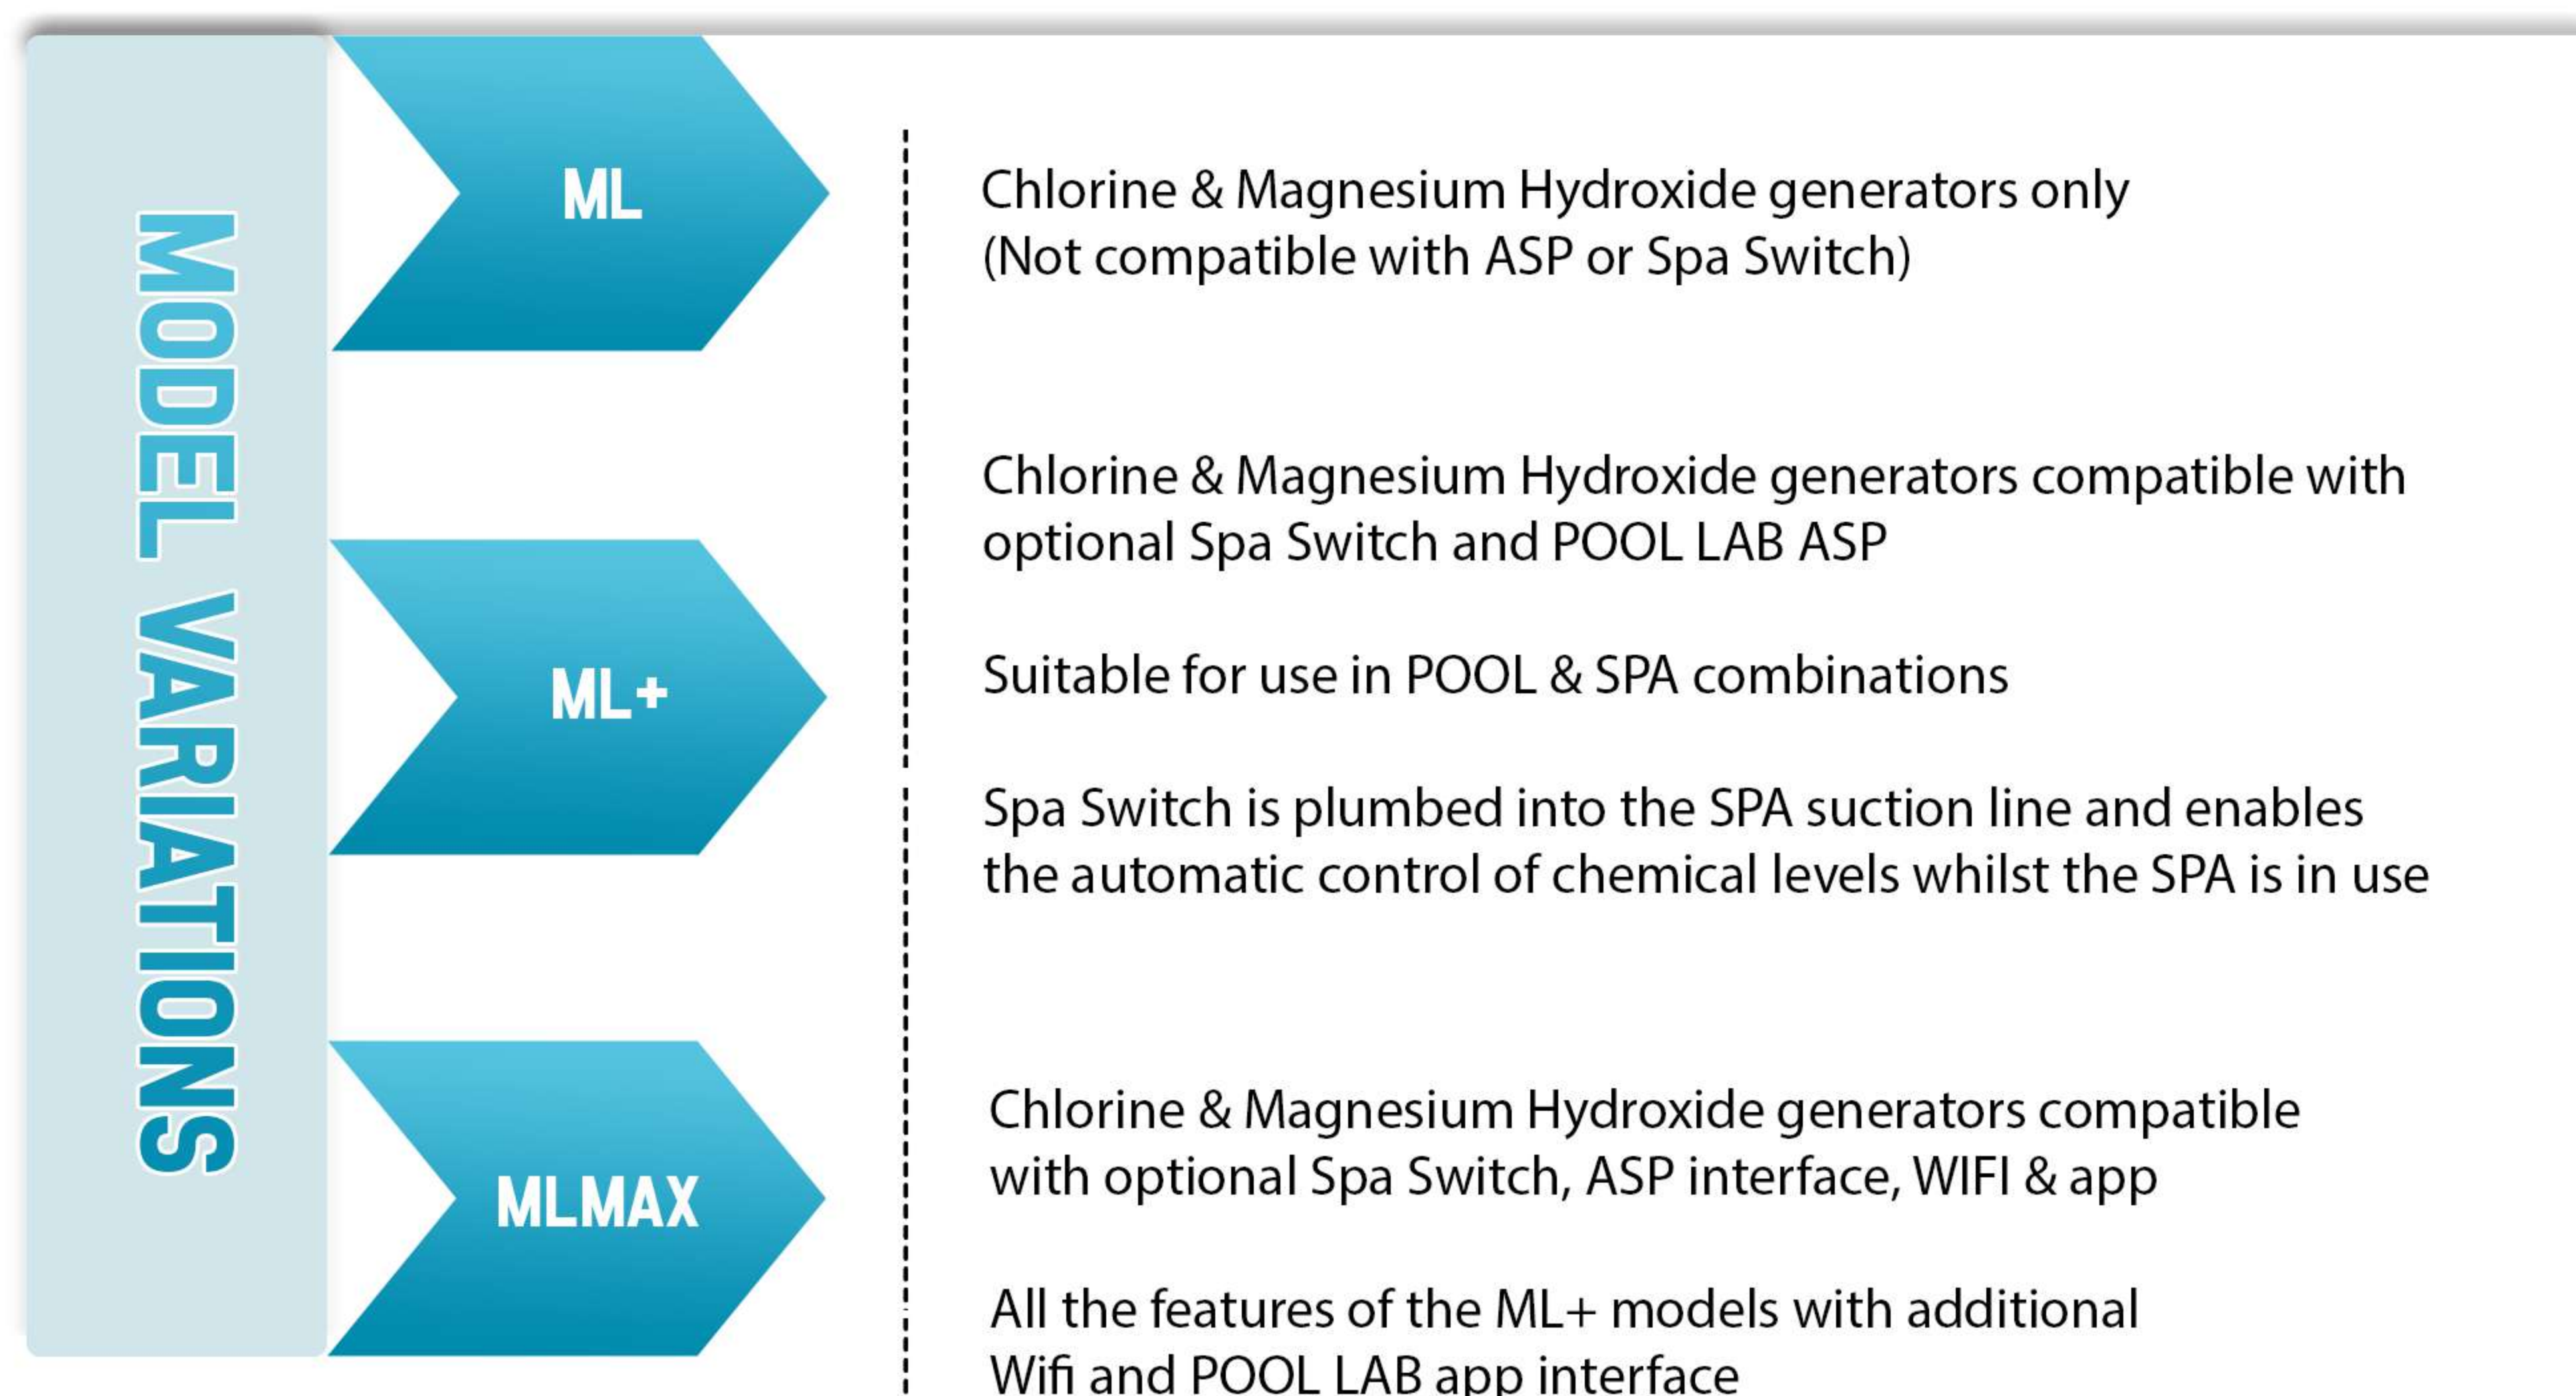 MODEL VARIATIONS
ML
Chlorine & Magnesium Hydroxide generators only
(Not compatible with ASP or Spa Switch)
ML+
Chlorine & Magnesium Hydroxide generators compatible with
optional Spa Switch and POOL LAB ASP
Suitable for use in POOL & SPA combinations
Spa Switch is plumbed into the SPA suction line and enables
the automatic control of chemical levels whilst the SPA is in use
MLMAX
Chlorine & Magnesium Hydroxide generators compatible
with optional Spa Switch, ASP interface, WIFI & app
All the features of the ML+ models with additional
Wifi and POOL LAB app interface